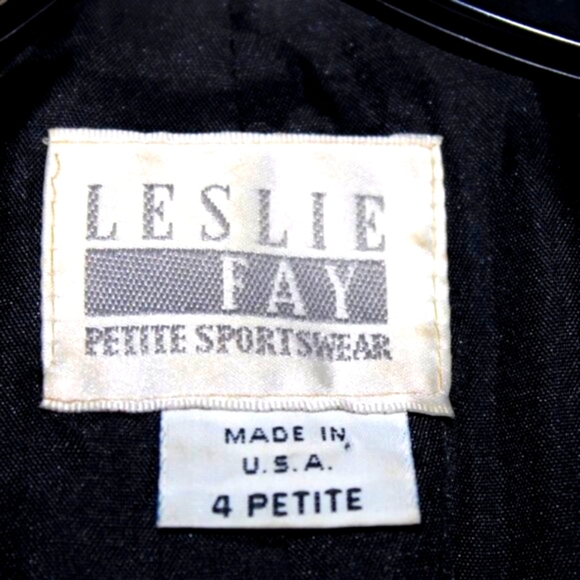 LESLIE
FAY
PETITE SPORTSWEAR
MADE IN
U.S.A.
4 PETITE